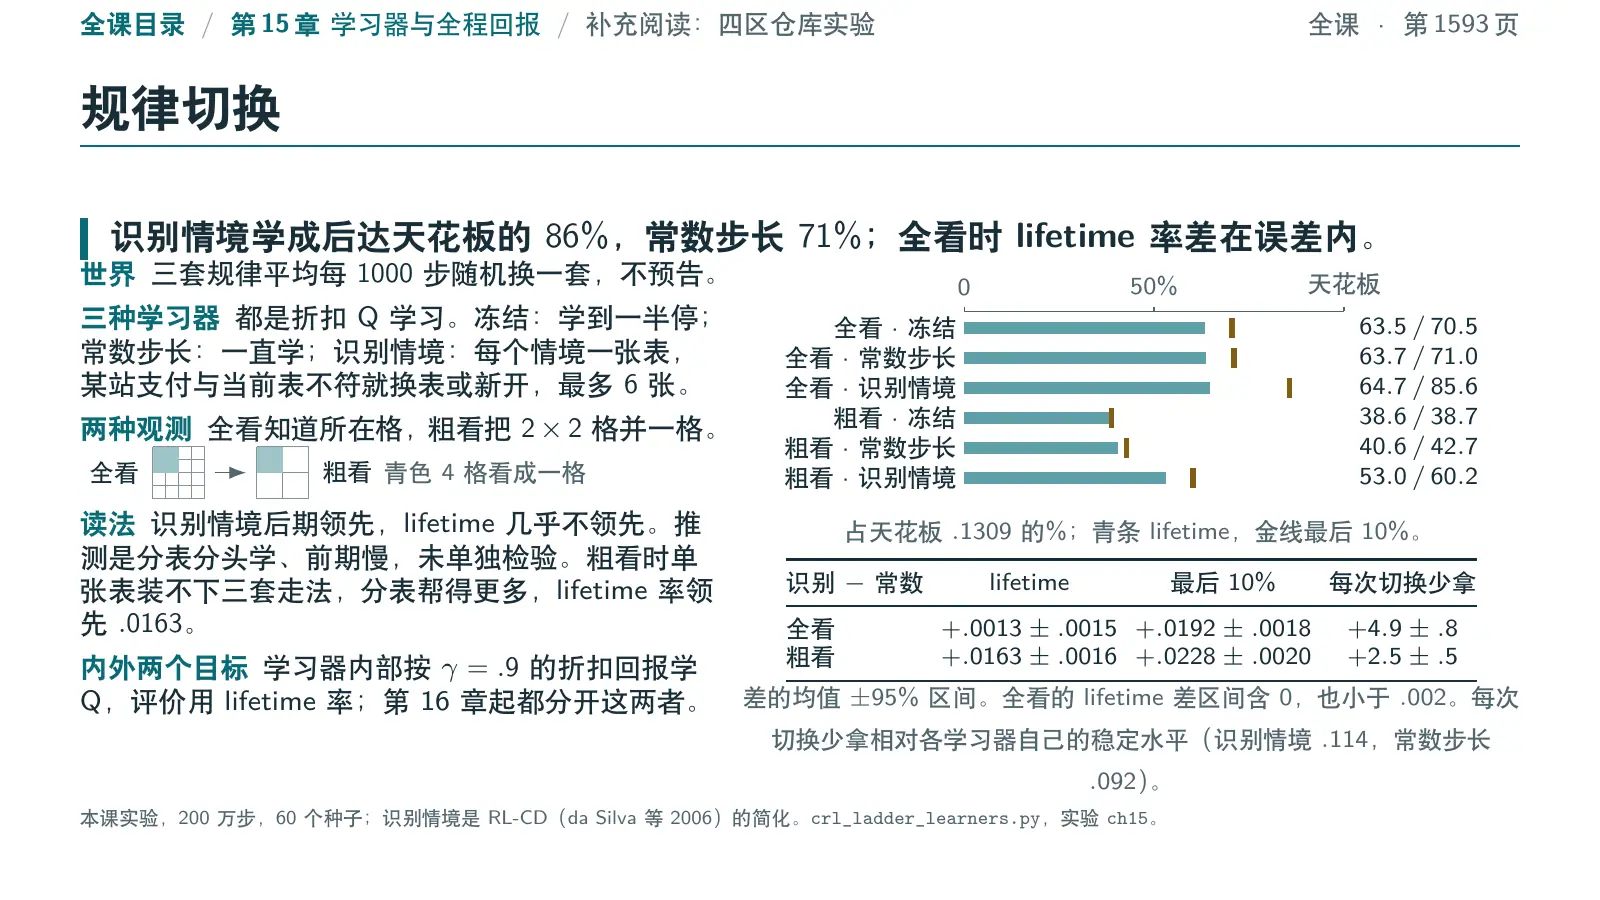 全课目录 / 第 15 章 学习器与全程回报 / 补充阅读：四区仓库实验
全课 · 第 1593 页
规律切换
识别情境学成后达天花板的 86%，常数步长 71%；全看时 lifetime 率差在误差内。
世界 三套规律平均每 1000 步随机换一套，不预告。
三种学习器 都是折扣 Q 学习。冻结：学到一半停；
常数步长：一直学；识别情境：每个情境一张表，
某站支付与当前表不符就换表或新开，最多 6 张。
两种观测 全看知道所在格，粗看把 2 × 2 格并一格。
全看 粗看 青色 4 格看成一格
读法 识别情境后期领先，lifetime 几乎不领先。推
测是分表分头学、前期慢，未单独检验。粗看时单
张表装不下三套走法，分表帮得更多，lifetime 率领
先 .0163。
内外两个目标 学习器内部按 γ = .9 的折扣回报学
Q，评价用 lifetime 率；第 16 章起都分开这两者。
0 50% 天花板
全看 · 冻结 63.5 / 70.5
全看 · 常数步长 63.7 / 71.0
全看 · 识别情境 64.7 / 85.6
粗看 · 冻结 38.6 / 38.7
粗看 · 常数步长 40.6 / 42.7
粗看 · 识别情境 53.0 / 60.2
占天花板 .1309 的%；青条 lifetime，金线最后 10%。
识别 − 常数 lifetime 最后 10% 每次切换少拿
全看 +.0013 ± .0015 +.0192 ± .0018 +4.9 ± .8
粗看 +.0163 ± .0016 +.0228 ± .0020 +2.5 ± .5
差的均值 ±95% 区间。全看的 lifetime 差区间含 0，也小于 .002。每次
切换少拿相对各学习器自己的稳定水平（识别情境 .114，常数步长
.092）。
本课实验，200 万步，60 个种子；识别情境是 RL-CD（da Silva 等 2006）的简化。crl_ladder_learners.py，实验 ch15。